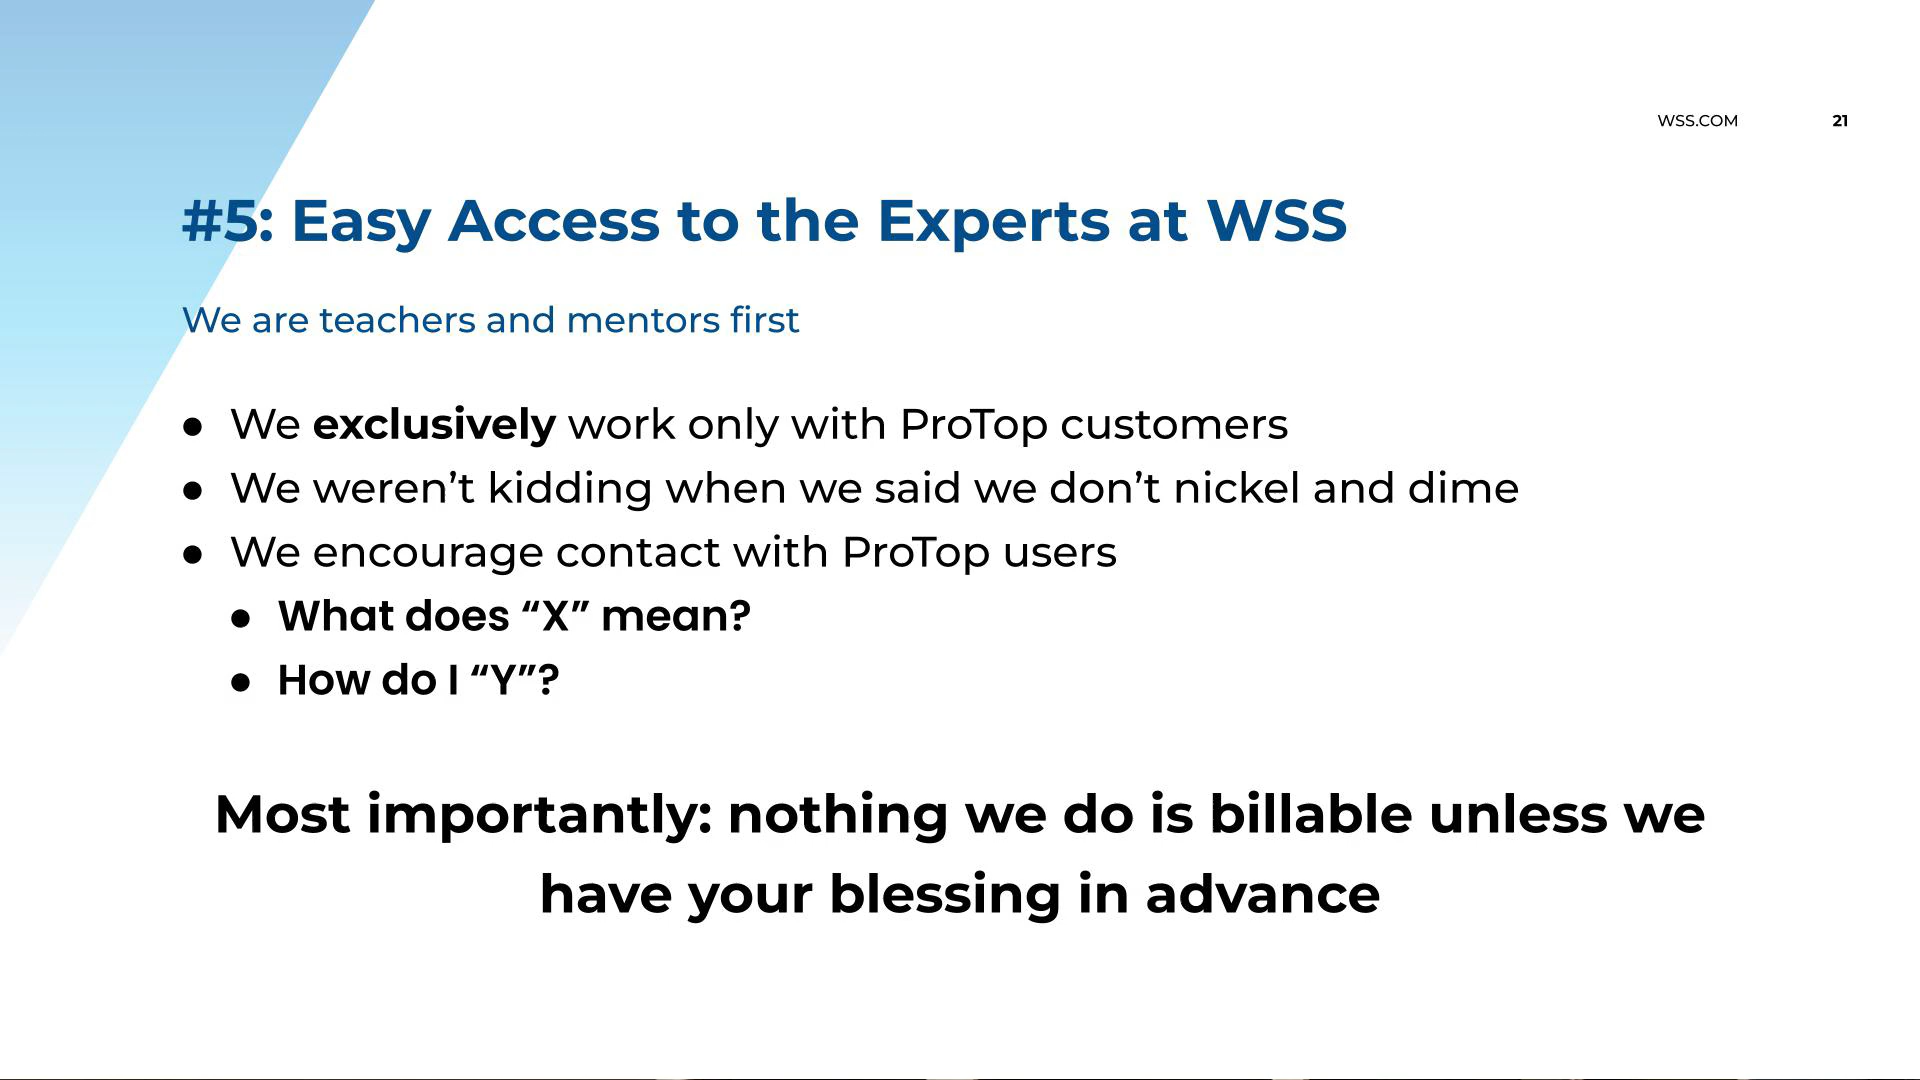 WSS.COM 21
#5: Easy Access to the Experts at WSS
We are teachers and mentors first
● We exclusively work only with ProTop customers
● We weren’t kidding when we said we don’t nickel and dime
● We encourage contact with ProTop users
● What does “X” mean?
● How do I “Y”?
Most importantly: nothing we do is billable unless we
have your blessing in advance